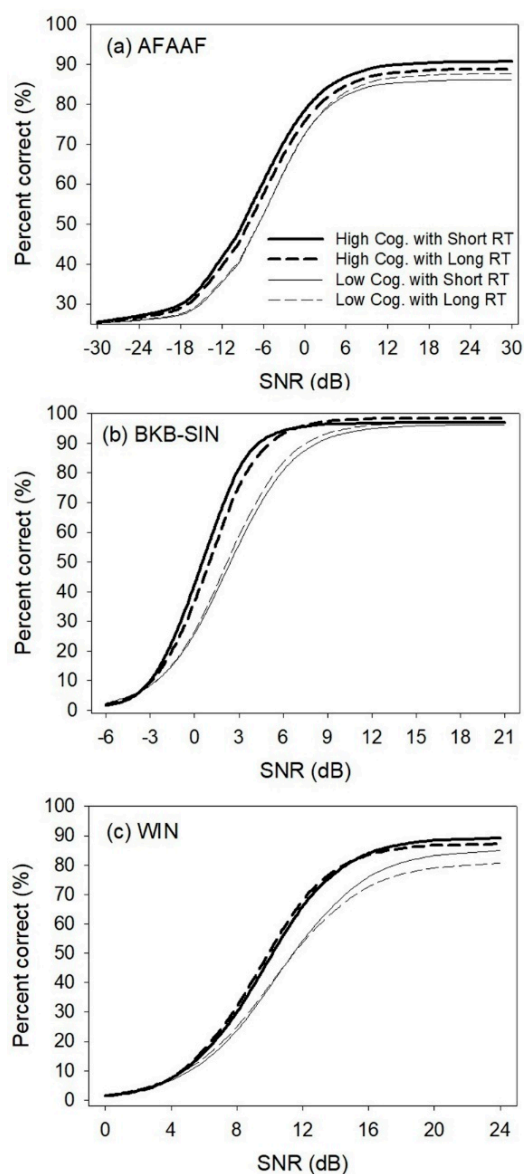 (a) AFAAF
Percent correct (%)
100
90
80
70
60
50
40
30
High Cog. with Short RT
High Cog. with Long RT
Low Cog. with Short RT
Low Cog. with Long RT
-30 -24 -18 -12 -6 0 6 12 18 24 30
SNR (dB)
(b) BKB-SIN
Percent correct (%)
100
90
80
70
60
50
40
30
20
10
0
-6 -3 0 3 6 9 12 15 18 21
SNR (dB)
(c) WIN
Percent correct (%)
100
90
80
70
60
50
40
30
20
10
0
0 4 8 12 16 20 24
SNR (dB)